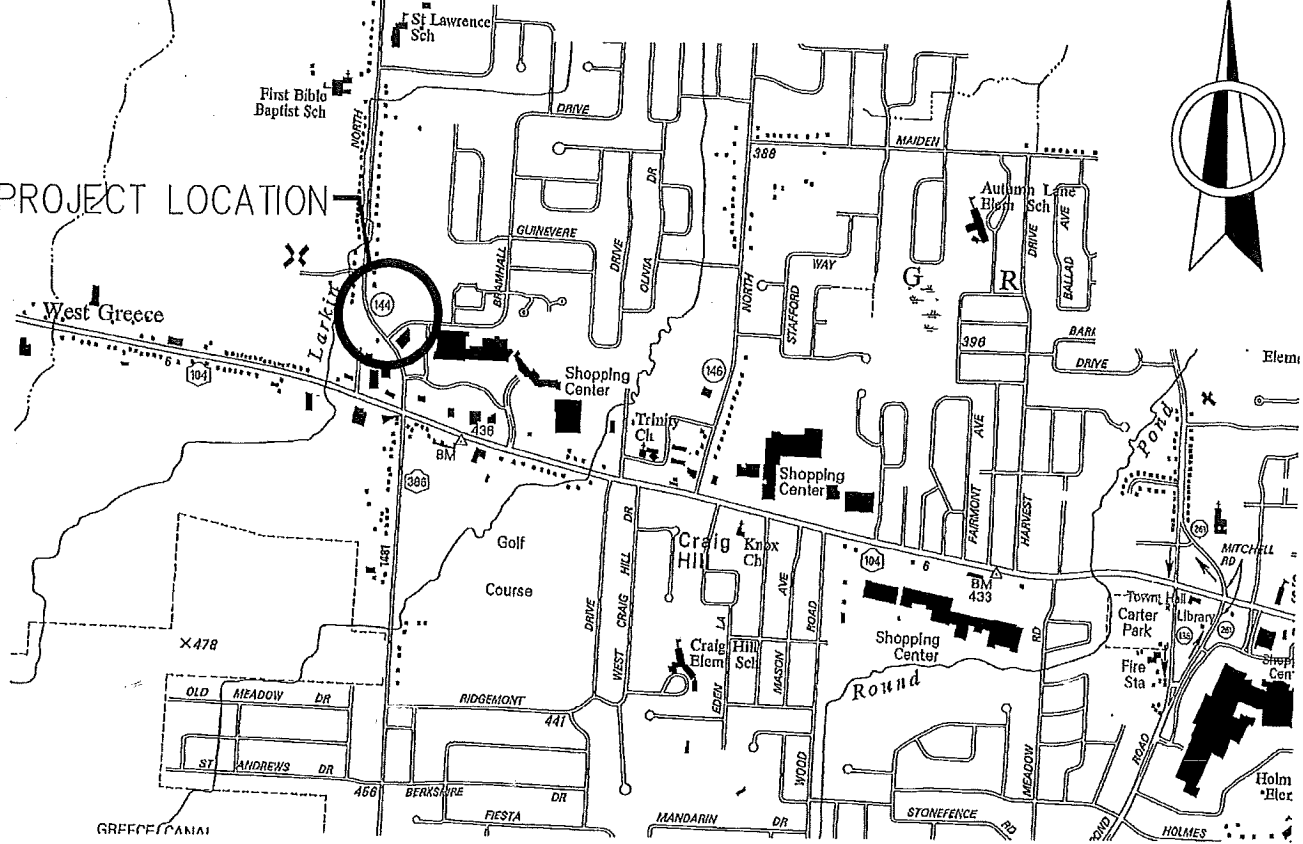 St Lawrence
Sch
First Bible
Baptist Sch
NORTH
DRIVE
388
MAIDEN
PROJECT LOCATION
Autumn Lane
Elem Sch
DR
GUINEVERE
BRAMHALL
DRIVE
OLIVIA
NORTH
WAY
STAFFORD
G R
DRIVE
AVE
BALLAD
144
West Greece
Larkin
6
104
396
DRIVE
Shopping
Center
146
436
BM
Trinity
Ch
Shopping
Center
386
1481
Pond
AVE
FAIRMONT
HARVEST
Golf
Course
DR
HILL
CRAIG
WEST
DRIVE
Craig
Hill
Knox
Ch
AVE
MASON
ROAD
104
6
BM
433
261
MITCHELL
RD
Town Hall
Library
Carter
Park
261
Fire
Sta
Shopping
Center
RD
Craig Hill
Elem Sch
LA
EDEN
×478
Round
OLD MEADOW DR
RIDGEMONT
441
ST ANDREWS DR
456
BERKSHIRE DR
WOOD
MEADOW
ROAD
FIESTA
MANDARIN DR
STONEFENCE RD
HOLMES
GREECE CANAL